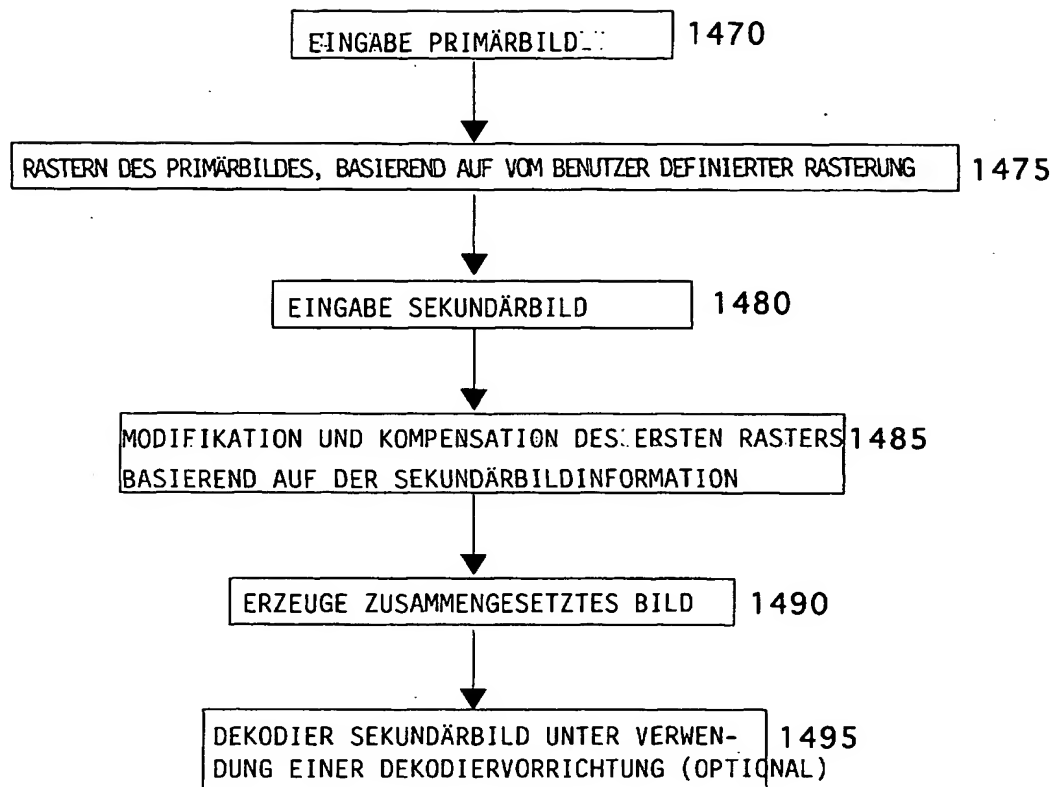 EINGABE PRIMÄRBILD 1470
RASTERN DES PRIMÄRBILDES, BASIEREND AUF VOM BENUTZER DEFINIERTER RASTERUNG 1475
EINGABE SEKUNDÄRBILD 1480
MODIFIKATION UND KOMPENSATION DES ERSTEN RASTERS 1485
BASIEREND AUF DER SEKUNDÄRBILDINFORMATION
ERZEUGE ZUSAMMENGESETZTES BILD 1490
DEKODIER SEKUNDÄRBILD UNTER VERWEN- 1495
DUNG EINER DEKODIERVORRICHTUNG (OPTIONAL)